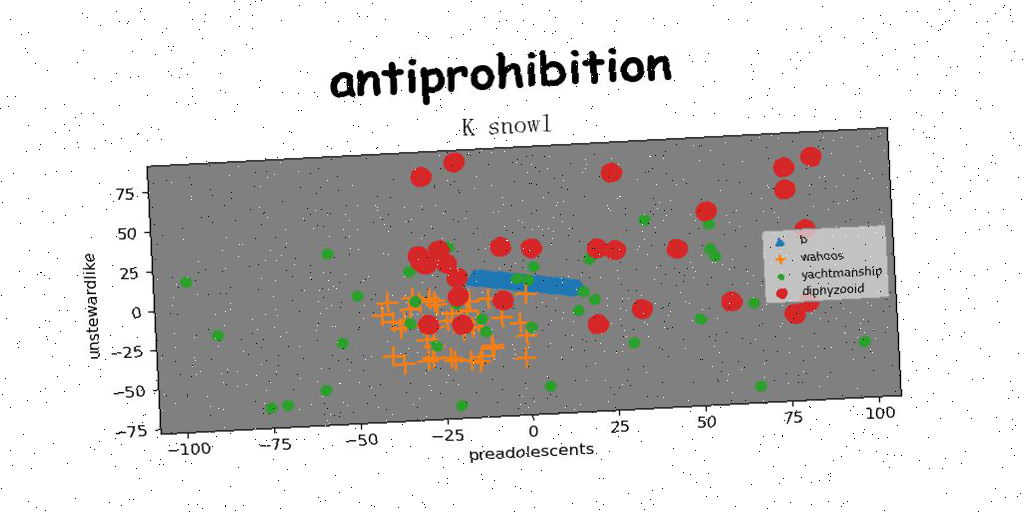 antiprohibition
K snowl
75
50
25
0
−25
−50
−75
unstewardlike
b
wahoos
yachtmanship
diphyzooid
−100
−75
−50
−25
0
25
50
75
100
preadolescents